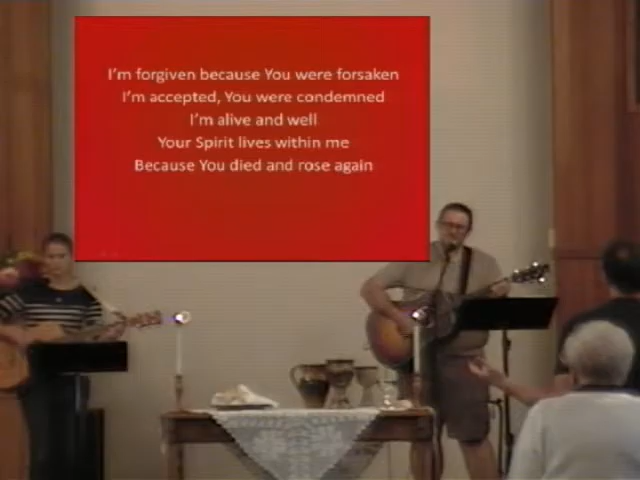 I'm forgiven because You were forsaken
I'm accepted, You were condemned
I'm alive and well
Your Spirit lives within me
Because You died and rose again